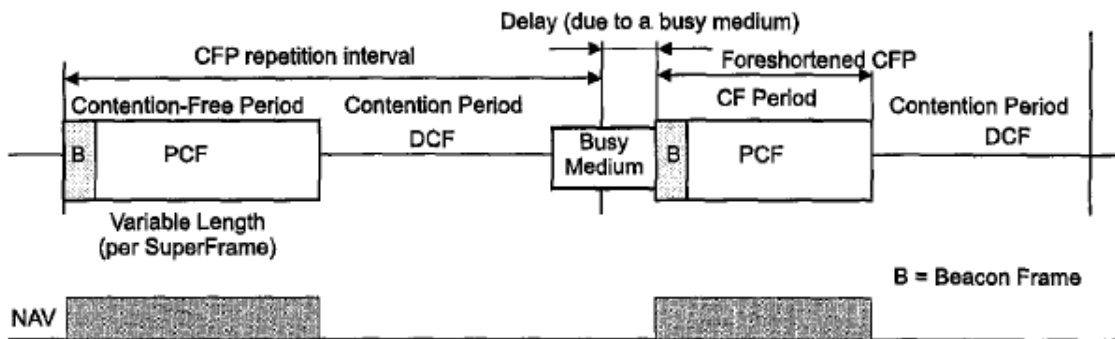 Delay (due to a busy medium)
CFP repetition interval
Foreshortened CFP
Contention-Free Period
Contention Period
CF Period
Contention Period
B
PCF
DCF
Busy
Medium
B
PCF
DCF
Variable Length
(per SuperFrame)
B = Beacon Frame
NAV